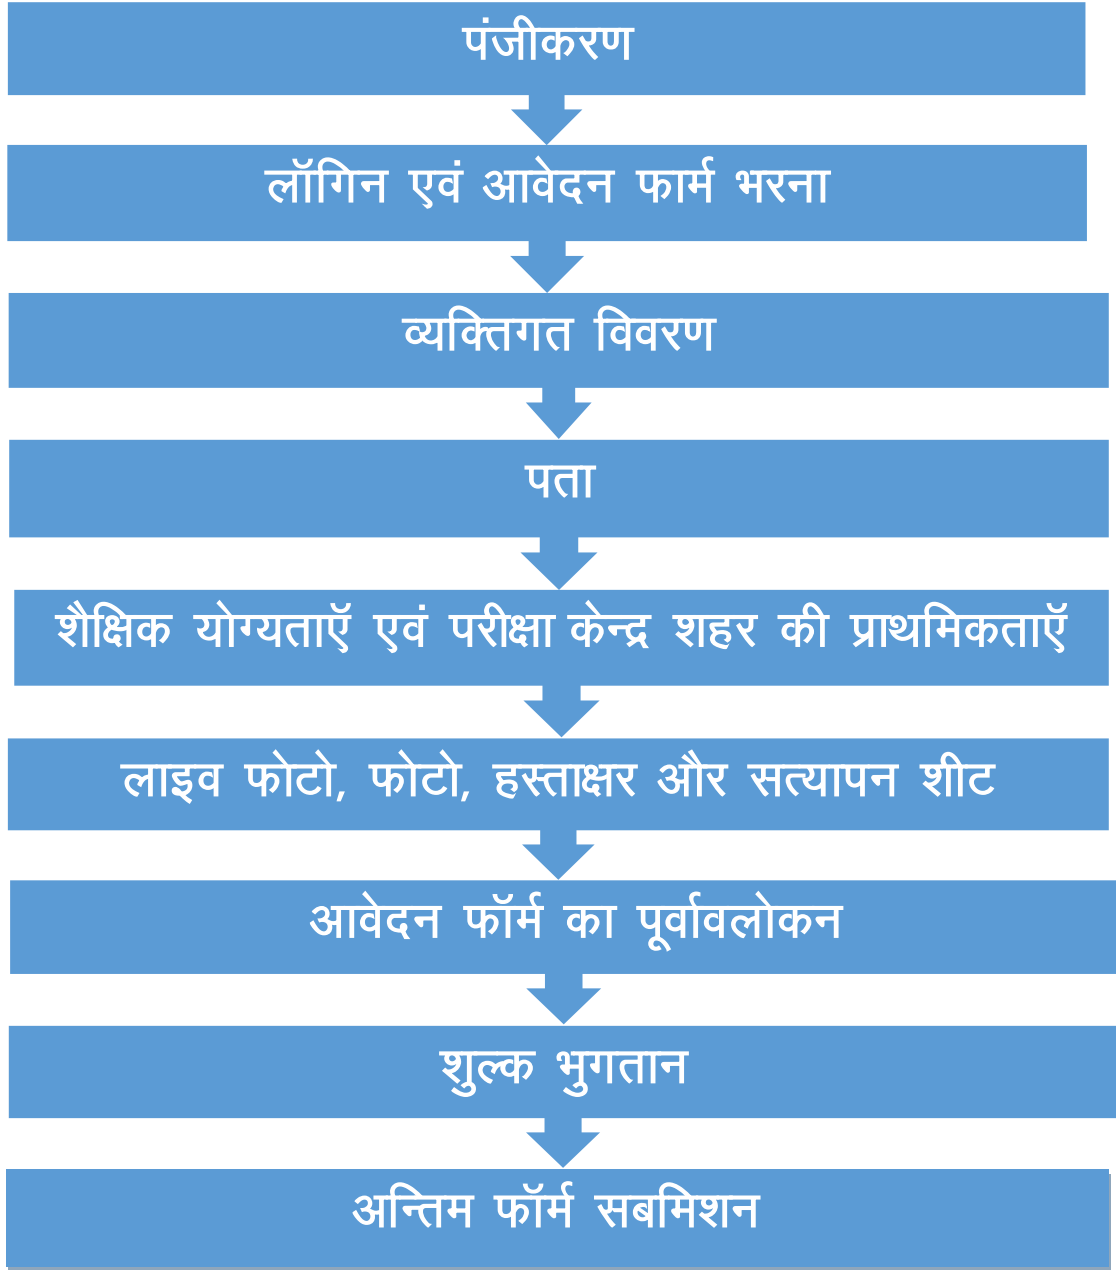 पंजीकरण
लॉगिन एवं आवेदन फार्म भरना
व्यक्तिगत विवरण
पता
शैक्षिक योग्यताऍ एवं परीक्षा केन्द्र शहर की प्राथमिकताऍ
लाइव फोटो, फोटो, हस्ताक्षर और सत्यापन शीट
आवेदन फॉर्म का पूर्वावलोकन
शुल्क भुगतान
अन्तिम फॉर्म सबमिशन